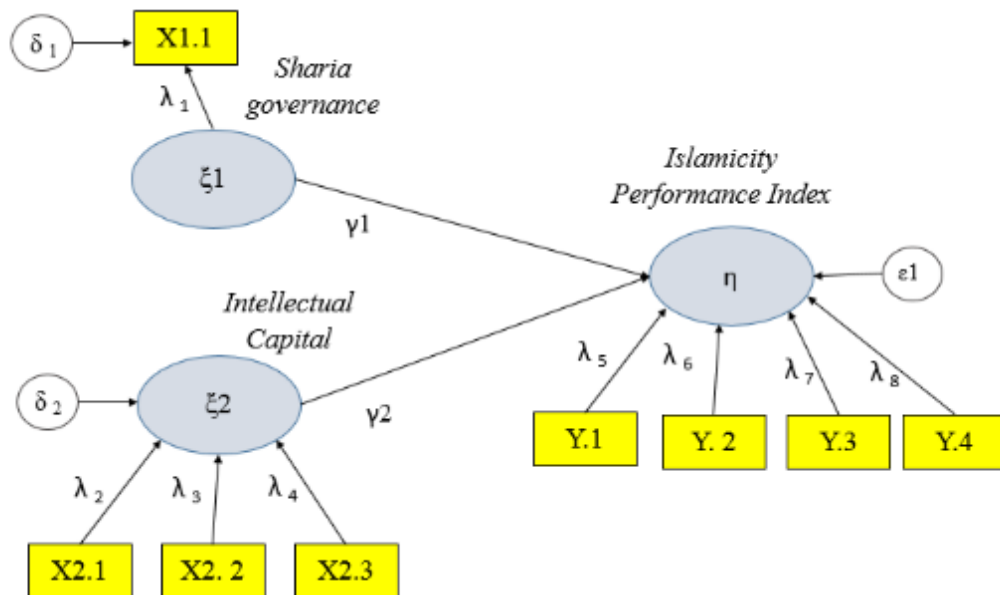 δ 1
X1.1
λ 1
Sharia
governance
ξ1
γ1
Islamicity
Performance Index
η
ε1
Intellectual
Capital
δ 2
ξ2
γ2
λ 5
λ 6
λ 7
λ 8
Y.1
Y. 2
Y.3
Y.4
λ 2
λ 3
λ 4
X2.1
X2. 2
X2.3